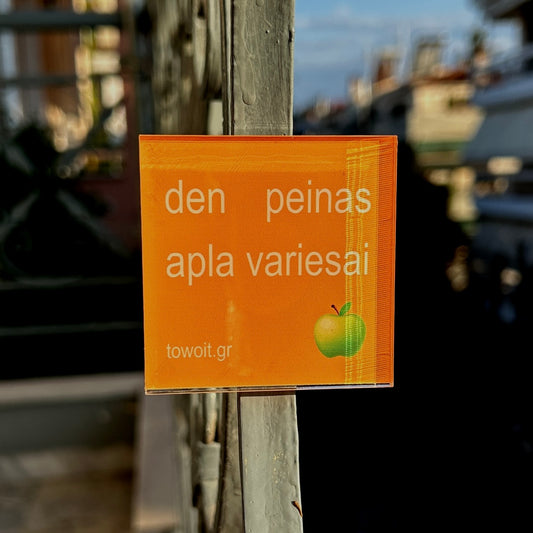 den peinas
apla variesai
towoit.gr